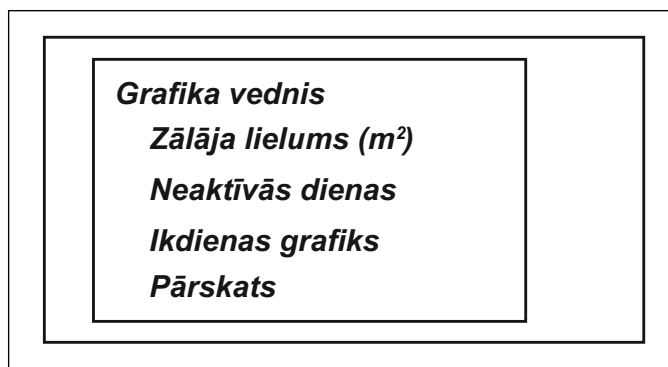 Grafika vednis
Zālāja lielums (m²)
Neaktīvās dienas
Ikdienas grafiks
Pārskats